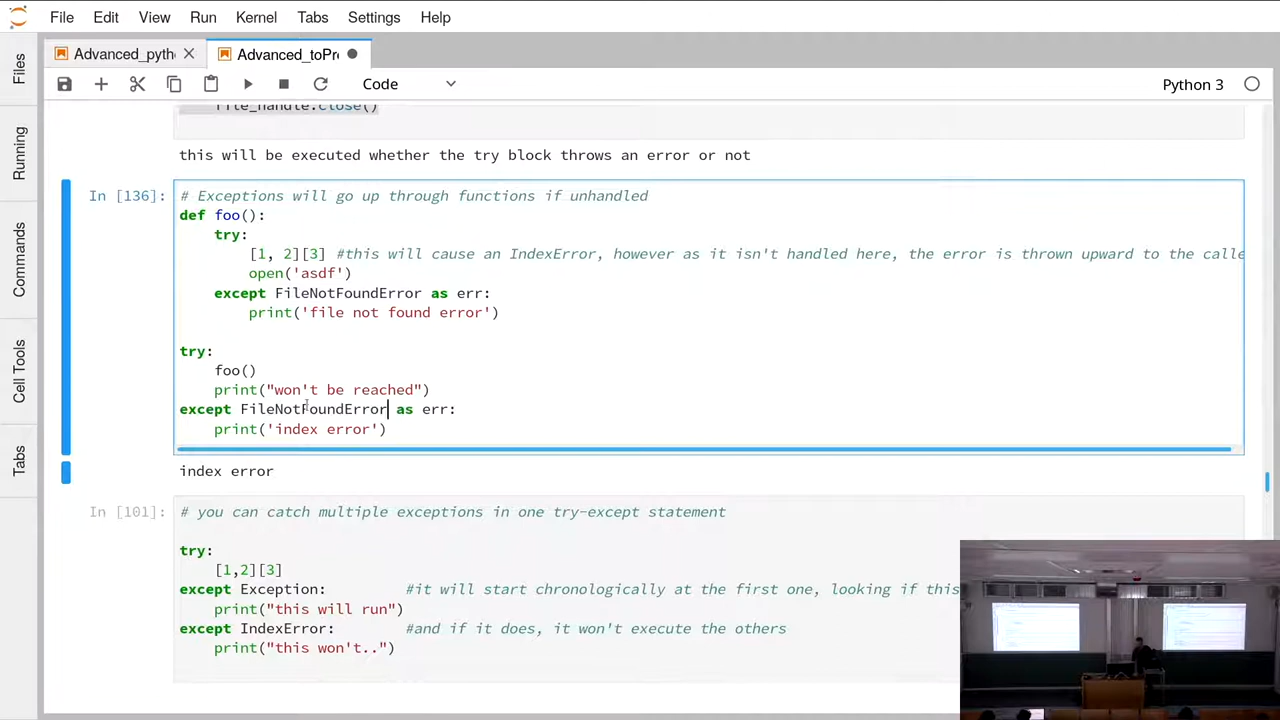 File Edit View Run Kernel Tabs Settings Help
Advanced_pyth Advanced_toPr
Code Python 3
Files
Running
Commands
Cell Tools
Tabs
file_handle.close()
this will be executed whether the try block throws an error or not
In [136]: # Exceptions will go up through functions if unhandled
def foo():
try:
[1, 2][3] #this will cause an IndexError, however as it isn't handled here, the error is thrown upward to the calle
open('asdf')
except FileNotFoundError as err:
print('file not found error')
try:
foo()
print("won't be reached")
except FileNotFoundError as err:
print('index error')
index error
In [101]: # you can catch multiple exceptions in one try-except statement
try:
[1,2][3]
except Exception: #it will start chronologically at the first one, looking if this
print("this will run")
except IndexError: #and if it does, it won't execute the others
print("this won't..")